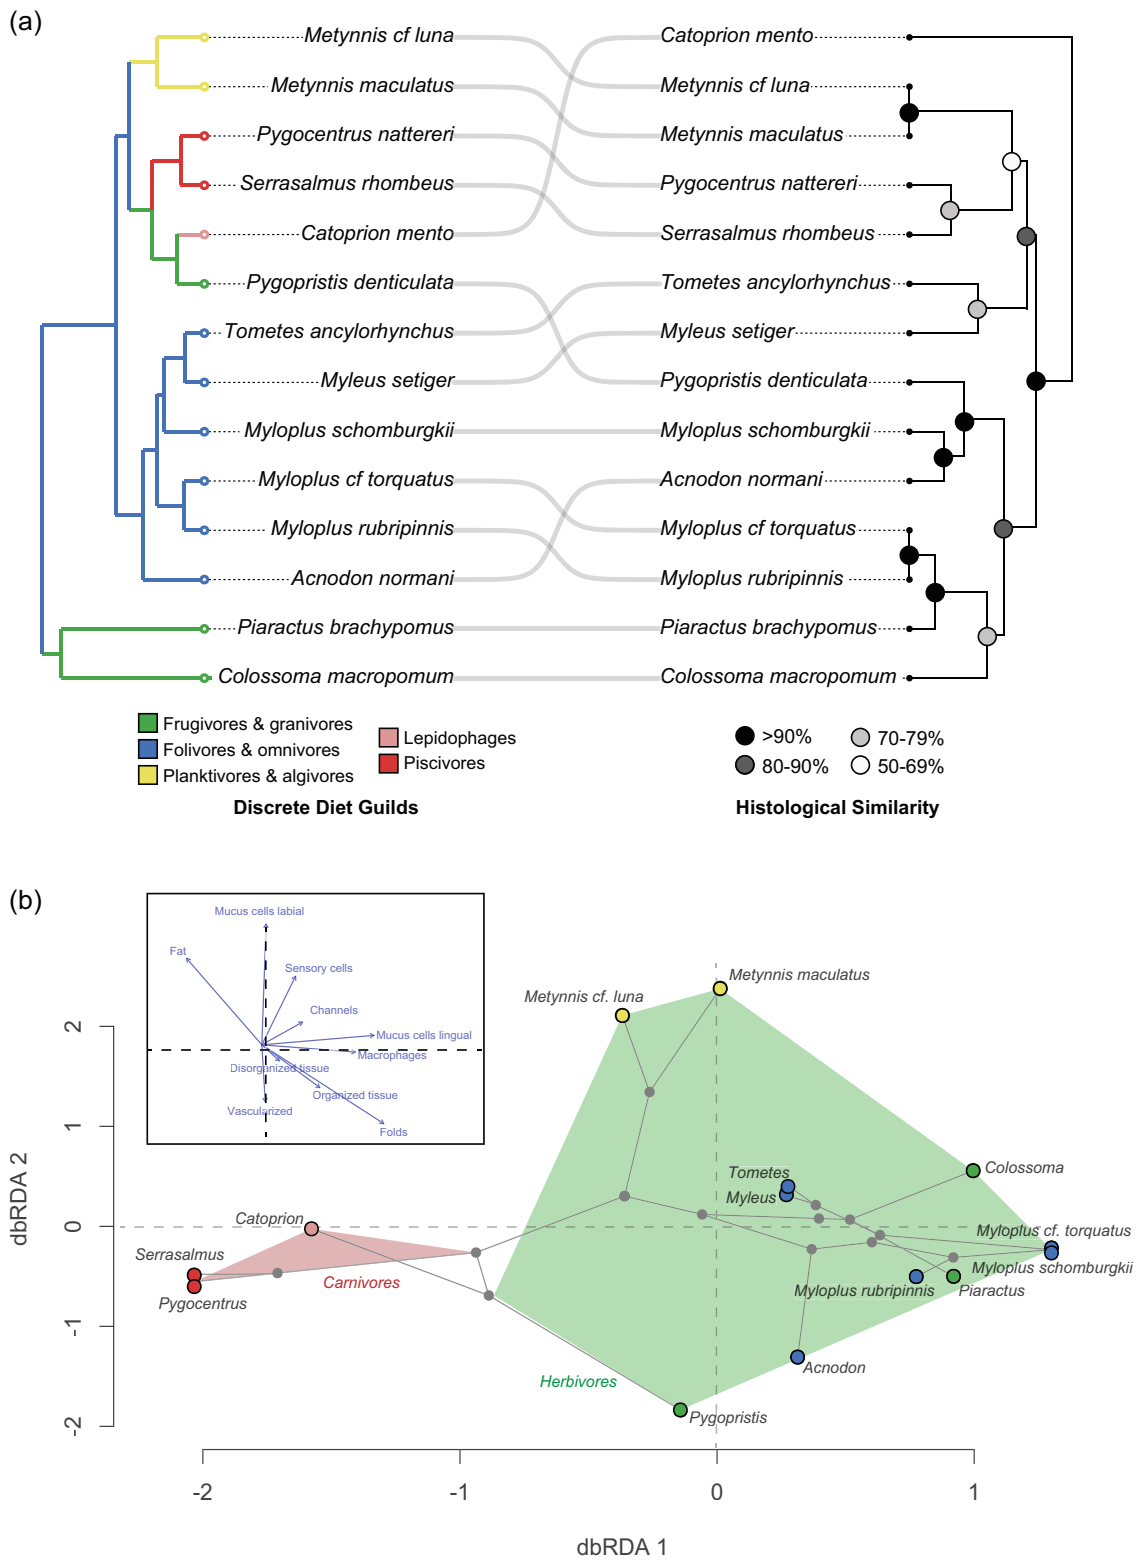 (a)
Metynnis cf luna
Catoprion mento
Metynnis maculatus
Metynnis cf luna
Pygocentrus nattereri
Metynnis maculatus
Serrasalmus rhombeus
Pygocentrus nattereri
Catoprion mento
Serrasalmus rhombeus
Pygopristis denticulata
Tometes ancylorhynchus
Tometes ancylorhynchus
Myleus setiger
Myleus setiger
Pygopristis denticulata
Myloplus schomburgkii
Myloplus schomburgkii
Myloplus cf torquatus
Acnodon normani
Myloplus rubripinnis
Myloplus cf torquatus
Acnodon normani
Myloplus rubripinnis
Piaractus brachypomus
Piaractus brachypomus
Colossoma macropomum
Colossoma macropomum
Frugivores & granivores
Folivores & omnivores
Planktivores & algivores
Lepidophages
Piscivores
>90%
80-90%
70-79%
50-69%
Discrete Diet Guilds
Histological Similarity
(b)
Mucus cells labial
Fat
Sensory cells
Channels
Mucus cells lingual
Macrophages
Disorganized tissue
Organized tissue
Vascularized
Folds
Metynnis maculatus
Metynnis cf. luna
Tometes
Myleus
Colossoma
Catoprion
Serrasalmus
Pygocentrus
Carnivores
Myloplus cf. torquatus
Myloplus schomburgkii
Myloplus rubripinnis
Piaractus
Acnodon
Herbivores
Pygopristis
dbRDA 2
2
1
0
-1
-2
-2
-1
0
1
dbRDA 1